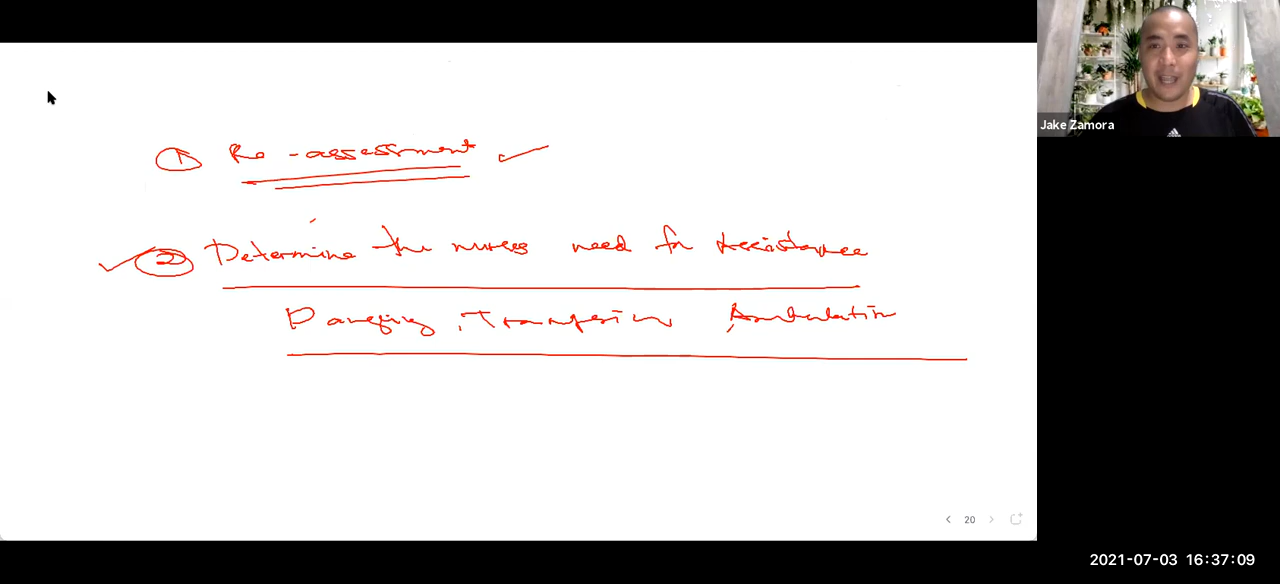 Jake Zamora
① Re-assessment
② Determine the nurses need for Assistance
Dangling, Transfusion, Ambulation
20
2021-07-03 16:37:09